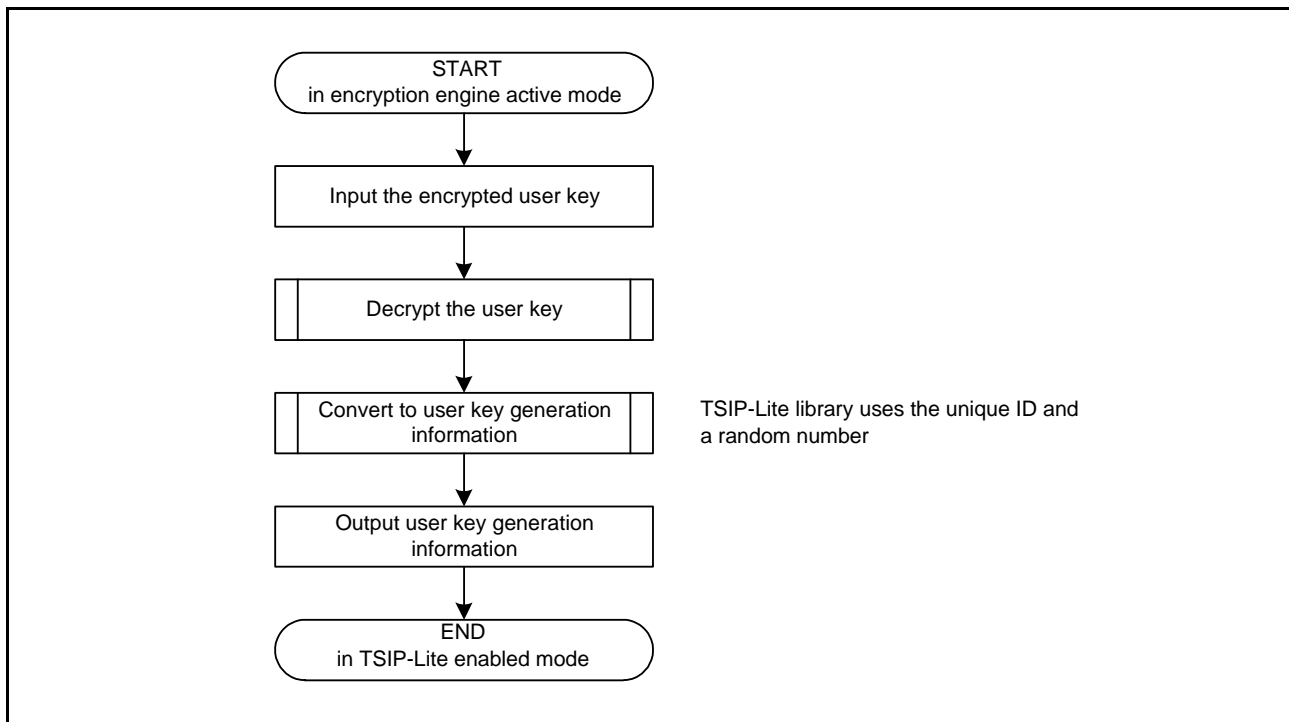 START
in encryption engine active mode
Input the encrypted user key
Decrypt the user key
Convert to user key generation
information
TSIP-Lite library uses the unique ID and
a random number
Output user key generation
information
END
in TSIP-Lite enabled mode